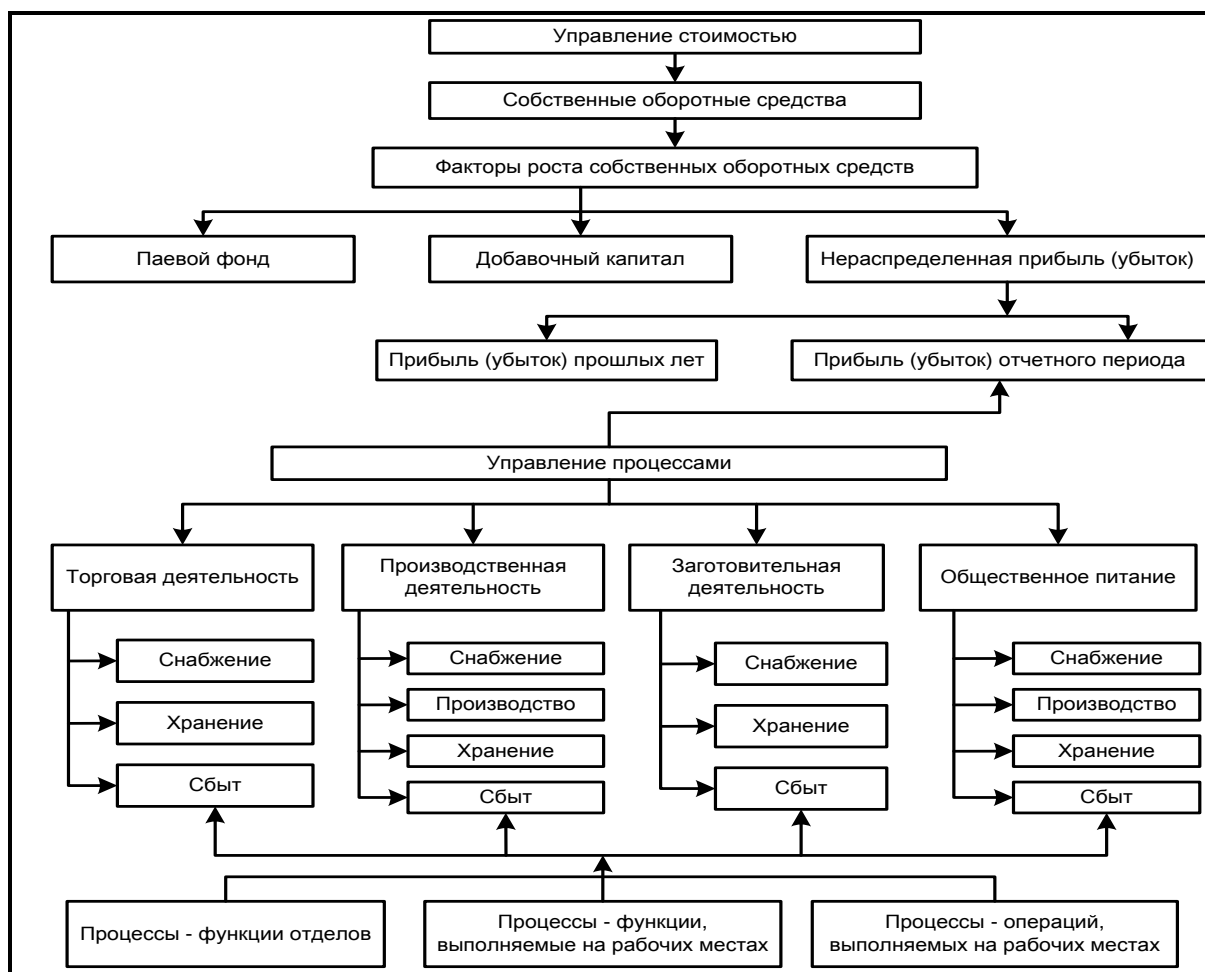 Управление стоимостью
Собственные оборотные средства
Факторы роста собственных оборотных средств
Паевой фонд
Добавочный капитал
Нераспределенная прибыль (убыток)
Прибыль (убыток) прошлых лет
Прибыль (убыток) отчетного периода
Управление процессами
Торговая деятельность
Снабжение
Хранение
Сбыт
Производственная
деятельность
Снабжение
Производство
Хранение
Сбыт
Заготовительная
деятельность
Снабжение
Хранение
Сбыт
Общественное питание
Снабжение
Производство
Хранение
Сбыт
Процессы - функции отделов
Процессы - функции,
выполняемые на рабочих местах
Процессы - операций,
выполняемых на рабочих местах